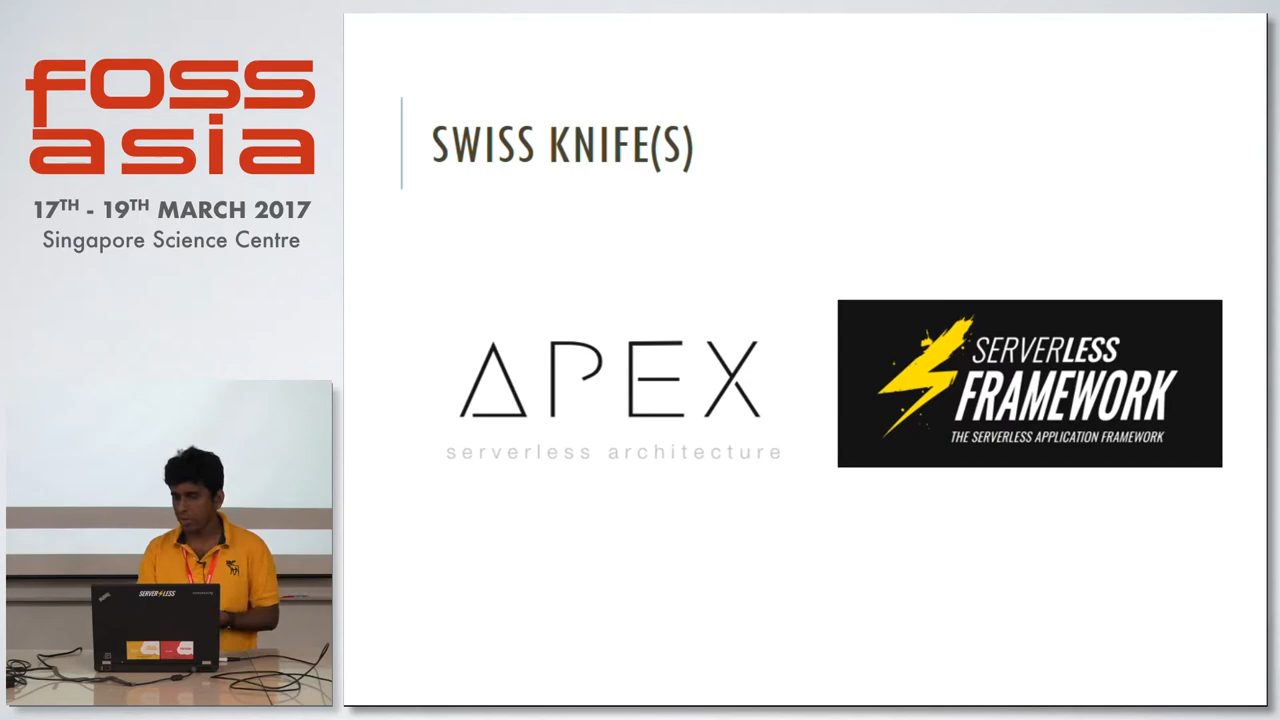 foss
asia
17TH - 19TH MARCH 2017
Singapore Science Centre
SWISS KNIFE(S)
APEX
serverless architecture
SERVERLESS
FRAMEWORK
THE SERVERLESS APPLICATION FRAMEWORK
SERVERLESS